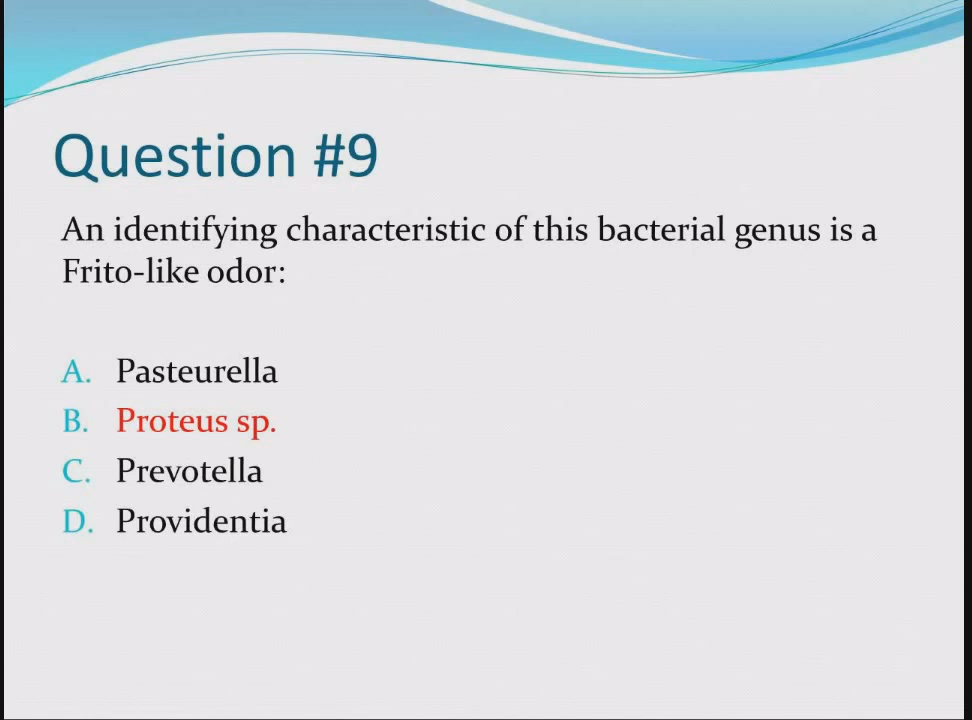 Question #9
An identifying characteristic of this bacterial genus is a
Frito-like odor:
A. Pasteurella
B. Proteus sp.
C. Prevotella
D. Providentia